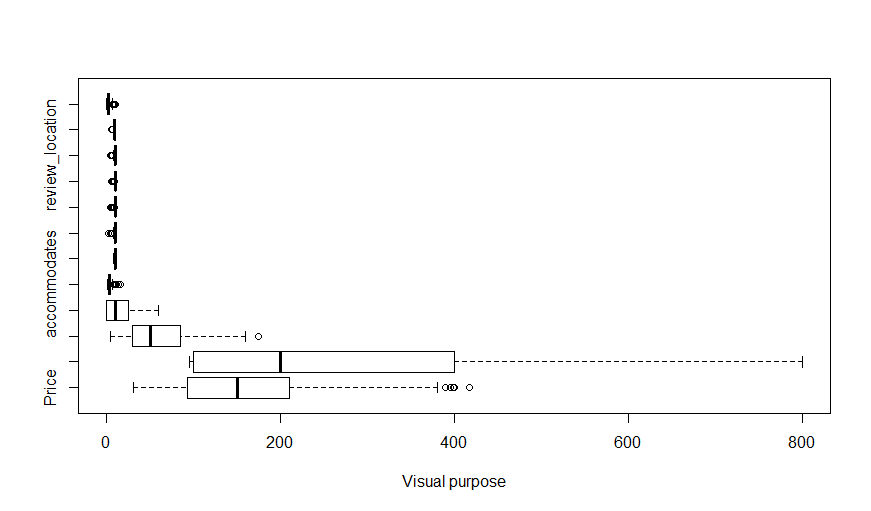 review_location
accommodates
Price
0 200 400 600 800
Visual purpose